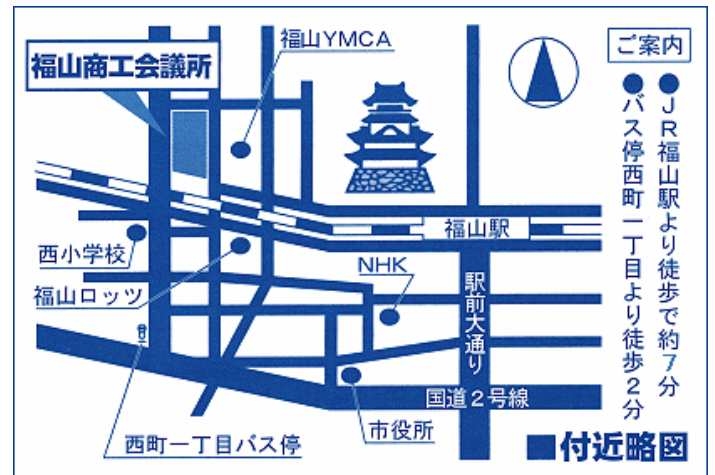 福山YMCA
福山商工会議所
ご案内
●JR福山駅より徒歩で約7分
●バス停西町一丁目より徒歩2分
福山駅
西小学校
NHK
福山ロッツ
駅前大通り
国道2号線
市役所
西町一丁目バス停
■付近略図